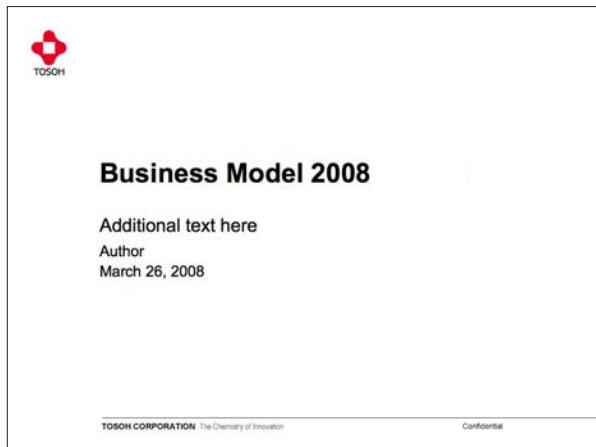 TOSOH
Business Model 2008
Additional text here
Author
March 26, 2008
TOSOH CORPORATION The Chemistry of Innovation Confidential